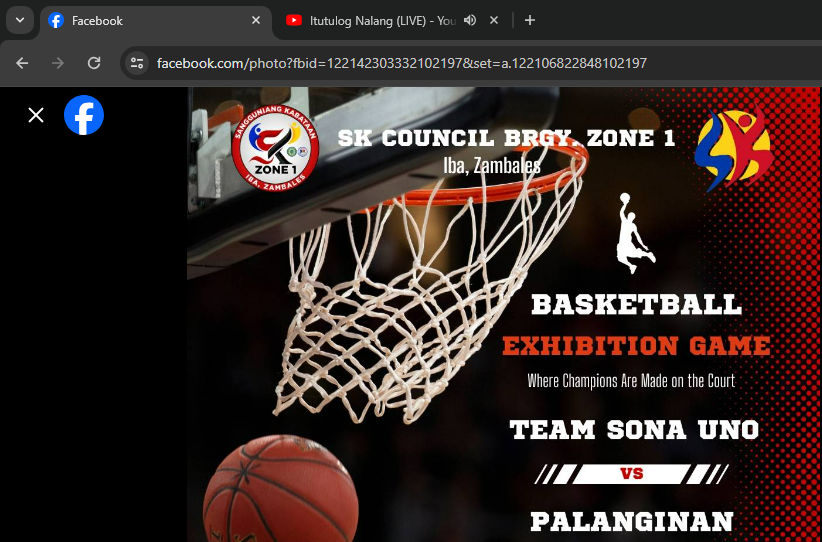 Facebook
Itutulog Nalang (LIVE) - You
facebook.com/photo?fbid=122142303332102197&set=a.122106822848102197
SANGGUNIANG KABATAAN
SK
ZONE 1
IBA, ZAMBALES
SK COUNCIL BRGY. ZONE 1
Iba, Zambales
SK
BASKETBALL
EXHIBITION GAME
Where Champions Are Made on the Court
TEAM SONA UNO
VS
PALANGINAN